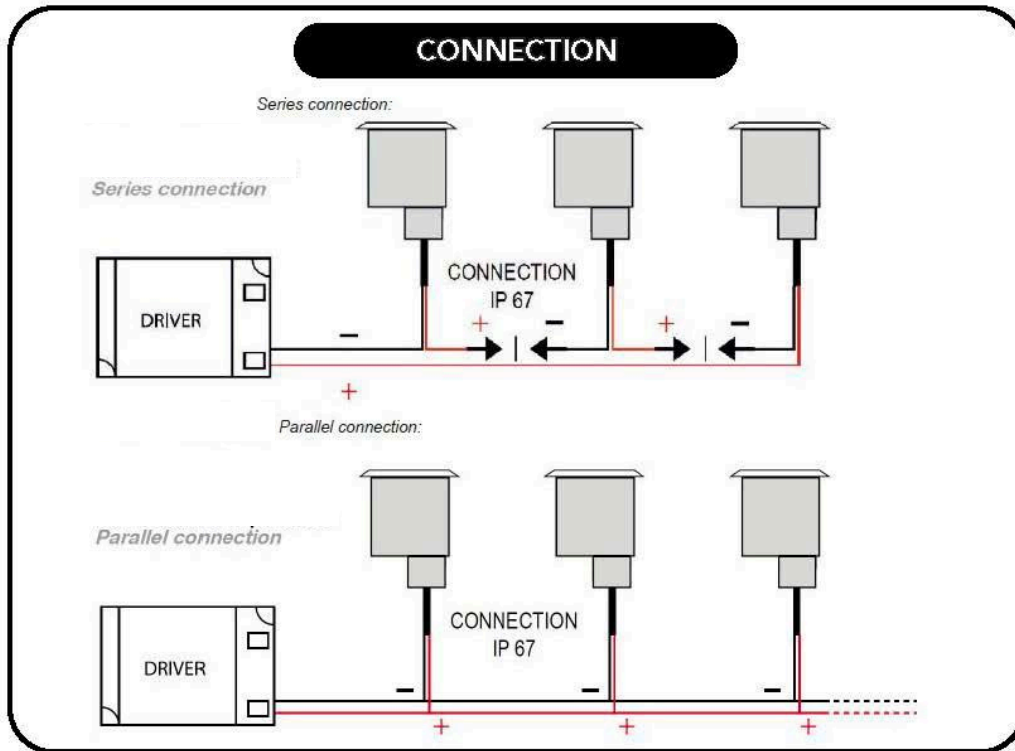 CONNECTION
Series connection:
Series connection
CONNECTION
IP 67
DRIVER
−
+
−
+
−
+
Parallel connection:
Parallel connection
CONNECTION
IP 67
DRIVER
−
−
−
+
+
+